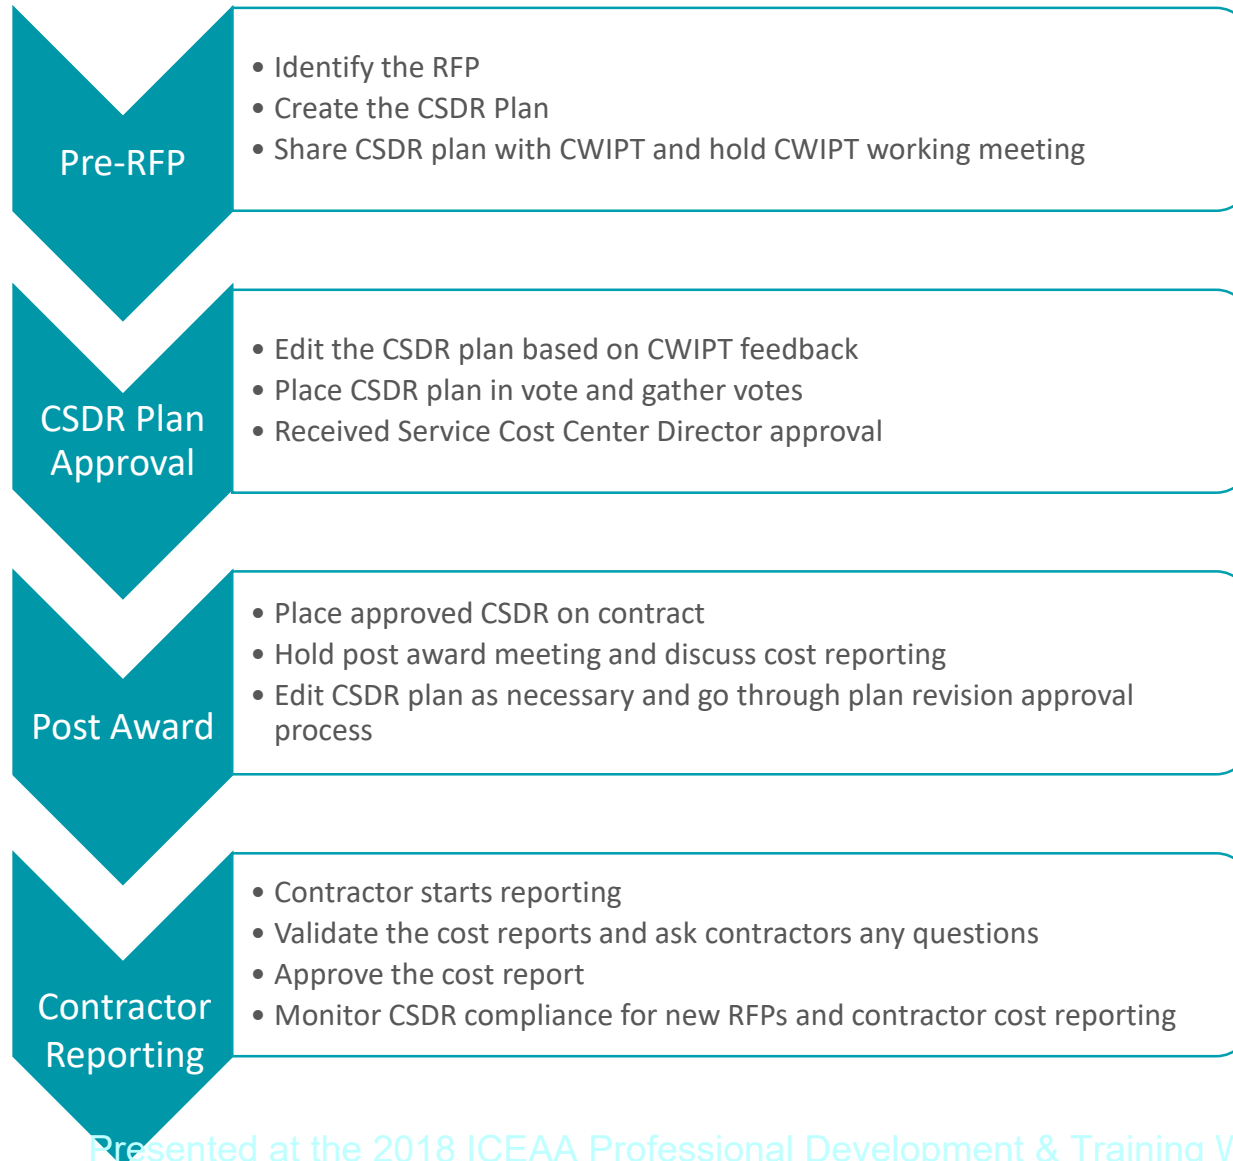 Pre-RFP
• Identify the RFP
• Create the CSDR Plan
• Share CSDR plan with CWIPT and hold CWIPT working meeting
CSDR Plan
Approval
• Edit the CSDR plan based on CWIPT feedback
• Place CSDR plan in vote and gather votes
• Received Service Cost Center Director approval
Post Award
• Place approved CSDR on contract
• Hold post award meeting and discuss cost reporting
• Edit CSDR plan as necessary and go through plan revision approval
process
Contractor
Reporting
• Contractor starts reporting
• Validate the cost reports and ask contractors any questions
• Approve the cost report
• Monitor CSDR compliance for new RFPs and contractor cost reporting
Presented at the 2018 ICEAA Professional Development & Training